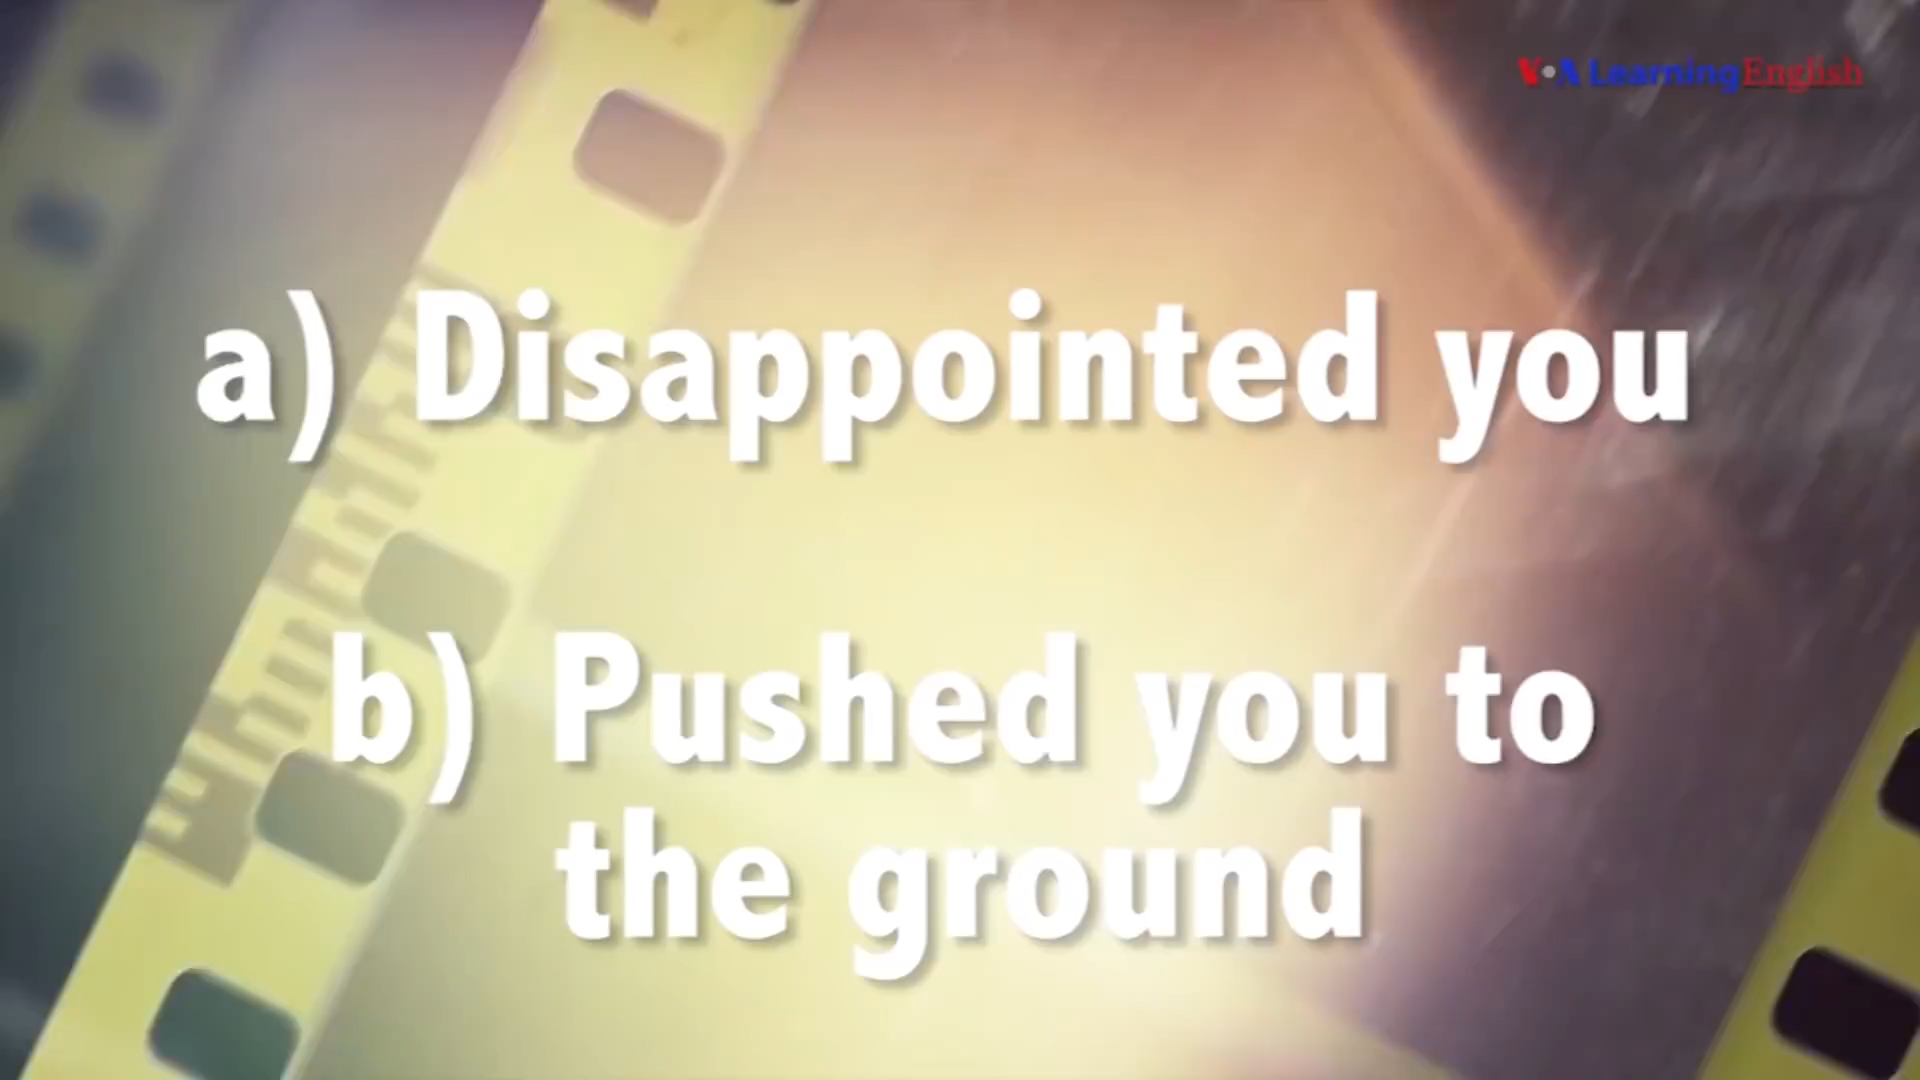 VOA Learning English
a) Disappointed you
b) Pushed you to
the ground